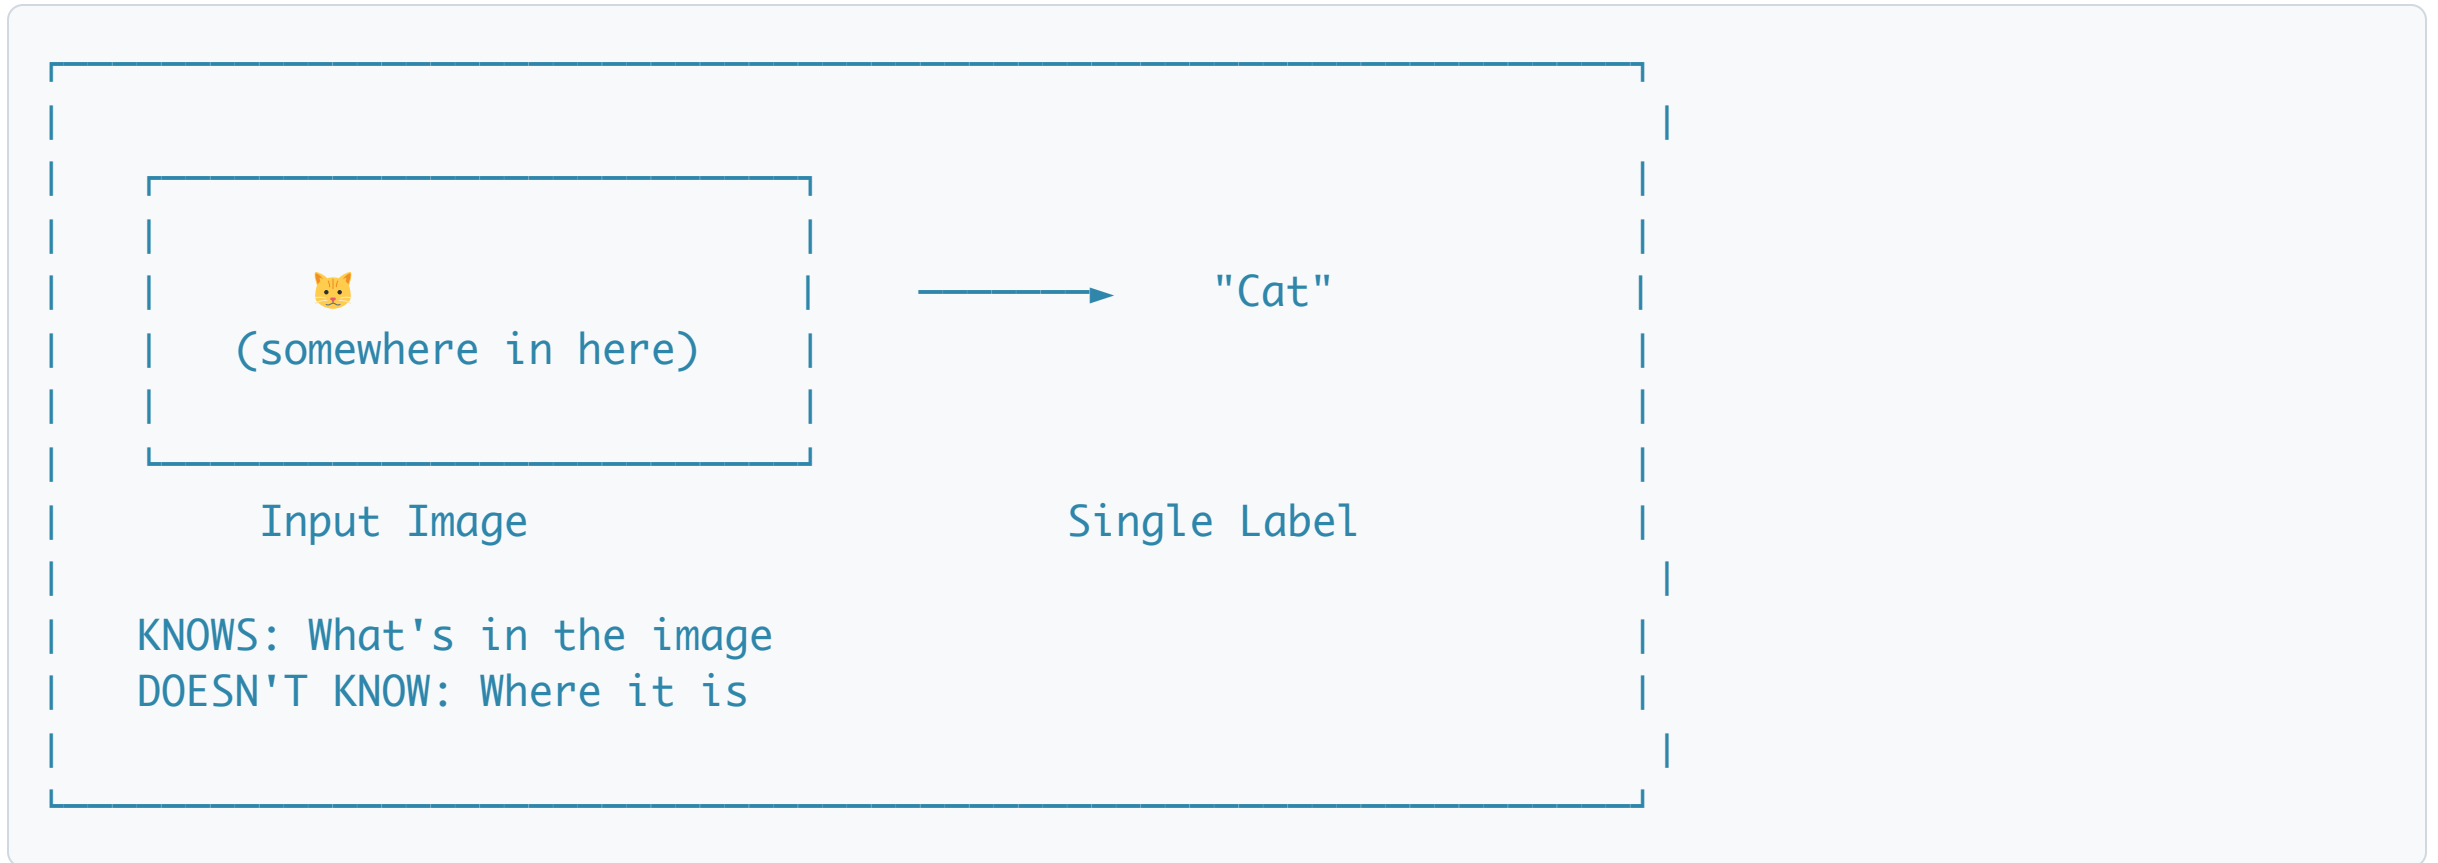 "Cat"
(somewhere in here)
Input Image Single Label
KNOWS: What's in the image
DOESN'T KNOW: Where it is